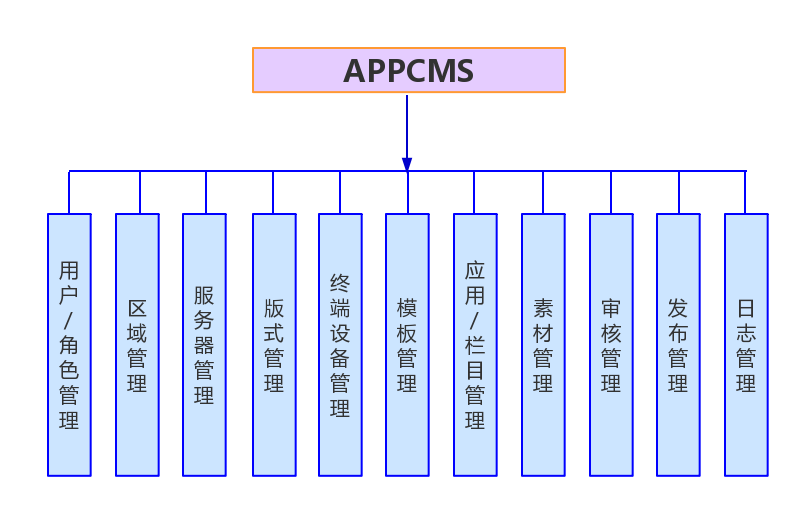 APPCMS
用户/角色管理
区域管理
服务器管理
版式管理
终端设备管理
模板管理
应用/栏目管理
素材管理
审核管理
发布管理
日志管理